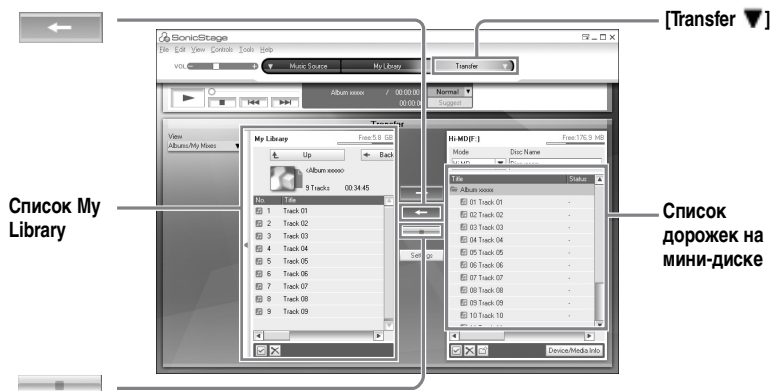 [Transfer ▼]
SonicStage
File Edit View Controls Tools Help
VOL
Music Source My Library Transfer
Album xxxxx / 00:00:00 Normal
00:00:00 Suggest
Transfer
View
Albums/My Mixes
My Library Free:5.8 GB
Up Back
<Album xxxxx>
9 Tracks 00:34:45
No. Title
1 Track 01
2 Track 02
3 Track 03
4 Track 04
5 Track 05
6 Track 06
7 Track 07
8 Track 08
9 Track 09
Settings
Hi-MD(F:) Free:176.9 MB
Mode Disc Name
Hi-MD
Title Status
Album xxxxx
01 Track 01 -
02 Track 02 -
03 Track 03 -
04 Track 04 -
05 Track 05 -
06 Track 06 -
07 Track 07 -
08 Track 08 -
09 Track 09 -
10 Track 10 -
Device/Media Info
Список My
Library
Список
дорожек на
мини-диске